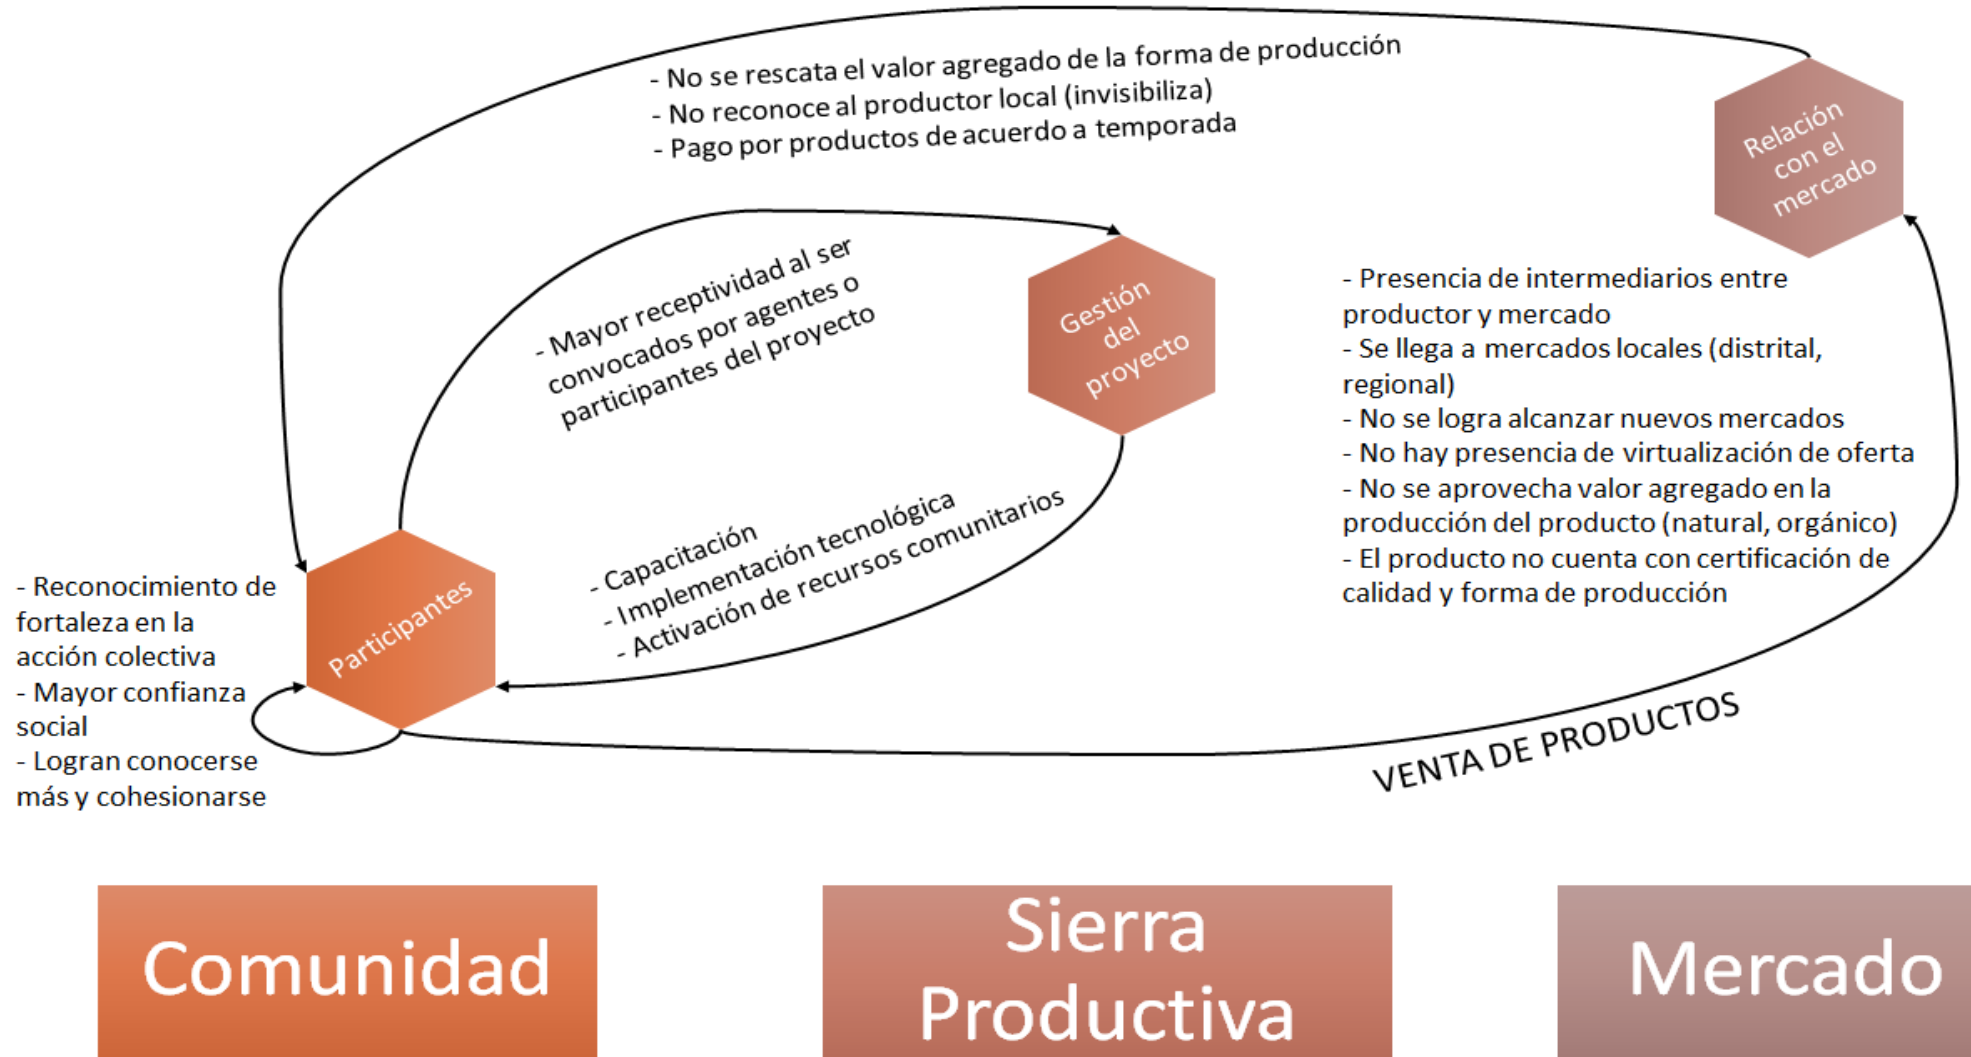 - No se rescata el valor agregado de la forma de producción
- No reconoce al productor local (invisibiliza)
- Pago por productos de acuerdo a temporada
Relación
con el
mercado
- Mayor receptividad al ser
convocados por agentes o
participantes del proyecto
Gestión
del
proyecto
- Presencia de intermediarios entre
productor y mercado
- Se llega a mercados locales (distrital,
regional)
- No se logra alcanzar nuevos mercados
- No hay presencia de virtualización de oferta
- No se aprovecha valor agregado en la
producción del producto (natural, orgánico)
- El producto no cuenta con certificación de
calidad y forma de producción
- Capacitación
- Implementación tecnológica
- Activación de recursos comunitarios
Participantes
- Reconocimiento de
fortaleza en la
acción colectiva
- Mayor confianza
social
- Logran conocerse
más y cohesionarse
VENTA DE PRODUCTOS
Comunidad
Sierra
Productiva
Mercado